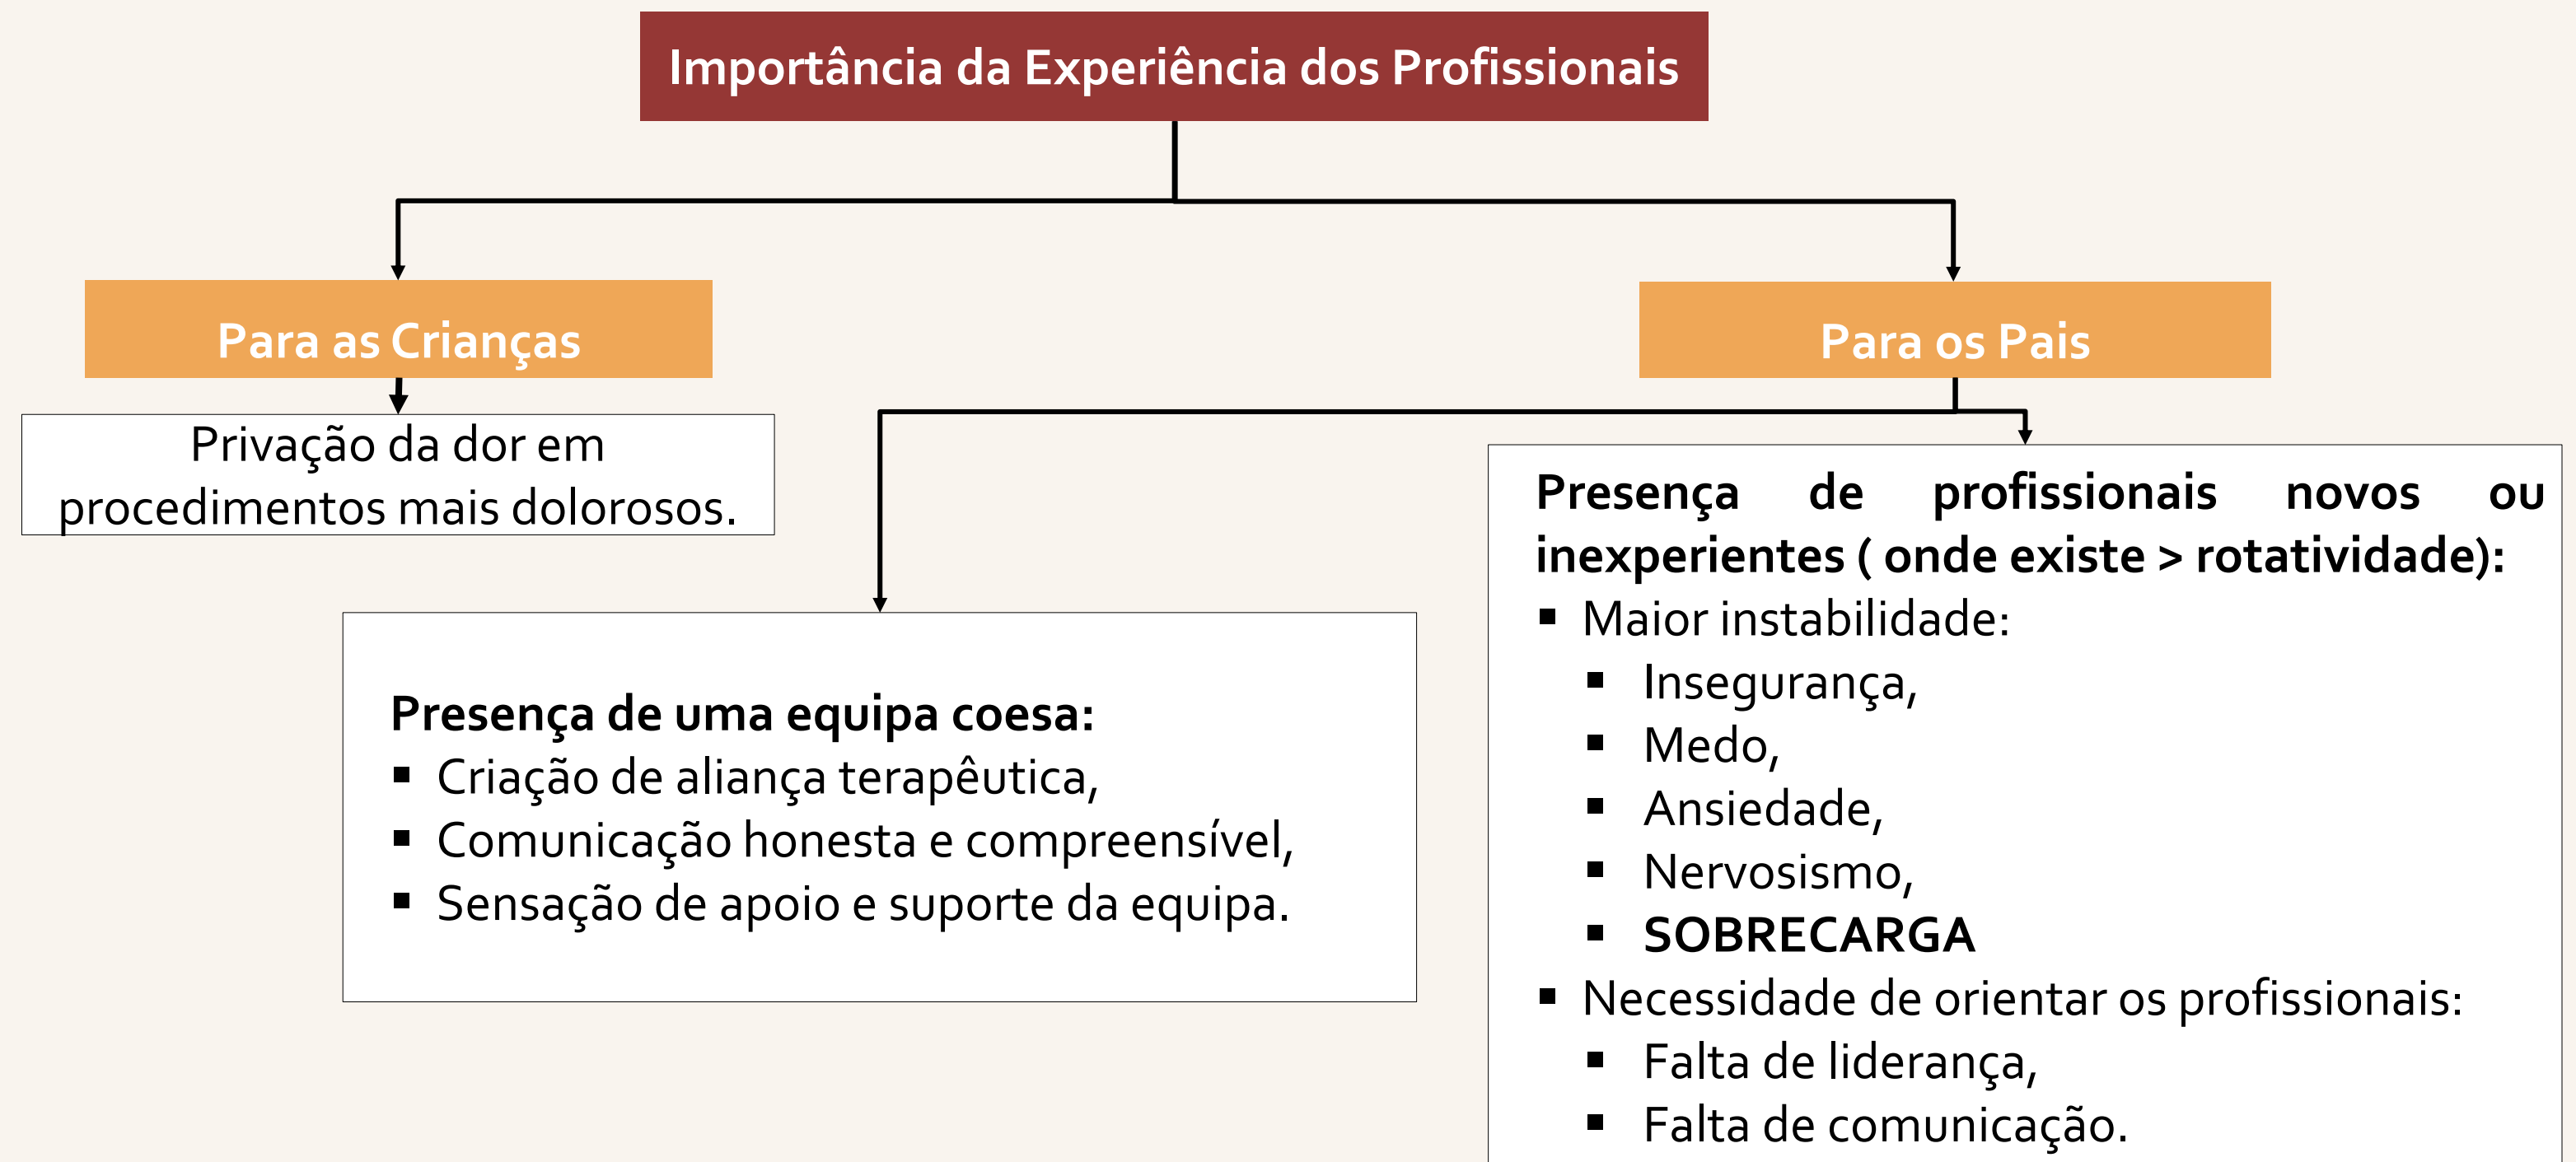 Importância da Experiência dos Profissionais
Para as Crianças
Para os Pais
Privação da dor em
procedimentos mais dolorosos.
Presença de uma equipa coesa:
▪ Criação de aliança terapêutica,
▪ Comunicação honesta e compreensível,
▪ Sensação de apoio e suporte da equipa.
Presença de profissionais novos ou
inexperientes ( onde existe > rotatividade):
▪ Maior instabilidade:
▪ Insegurança,
▪ Medo,
▪ Ansiedade,
▪ Nervosismo,
▪ SOBRECARGA
▪ Necessidade de orientar os profissionais:
▪ Falta de liderança,
▪ Falta de comunicação.